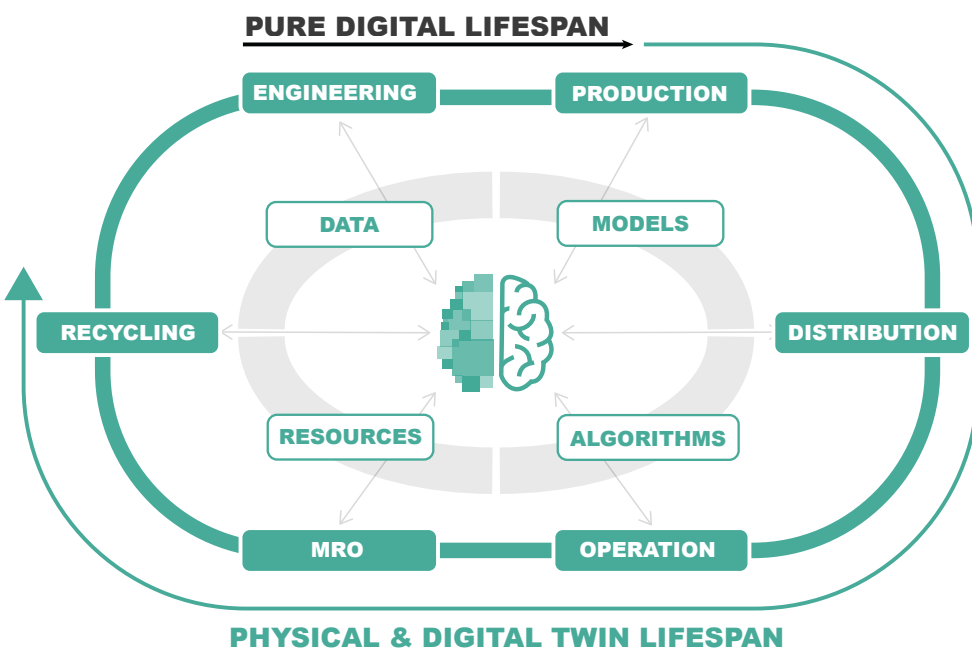 PURE DIGITAL LIFESPAN
ENGINEERING
PRODUCTION
DATA
MODELS
RECYCLING
DISTRIBUTION
RESOURCES
ALGORITHMS
MRO
OPERATION
PHYSICAL & DIGITAL TWIN LIFESPAN